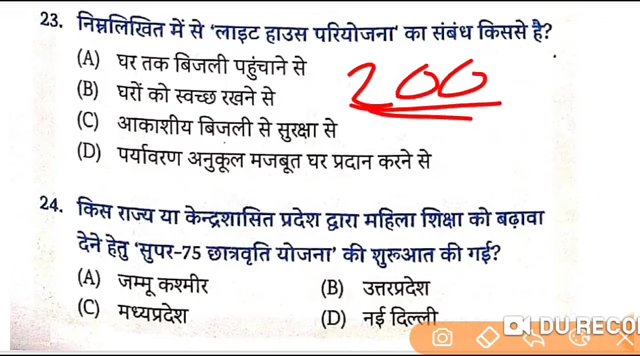 23. निम्नलिखित में से 'लाइट हाउस परियोजना' का संबंध किससे है?
(A) घर तक बिजली पहुंचाने से
(B) घरों को स्वच्छ रखने से
200
(C) आकाशीय बिजली से सुरक्षा से
(D) पर्यावरण अनुकूल मजबूत घर प्रदान करने से
24. किस राज्य या केन्द्रशासित प्रदेश द्वारा महिला शिक्षा को बढ़ावा
देने हेतु 'सुपर-75 छात्रवृति योजना' की शुरूआत की गई?
(A) जम्मू कश्मीर (B) उत्तरप्रदेश
(C) मध्यप्रदेश (D) नई दिल्ली
DU RECO